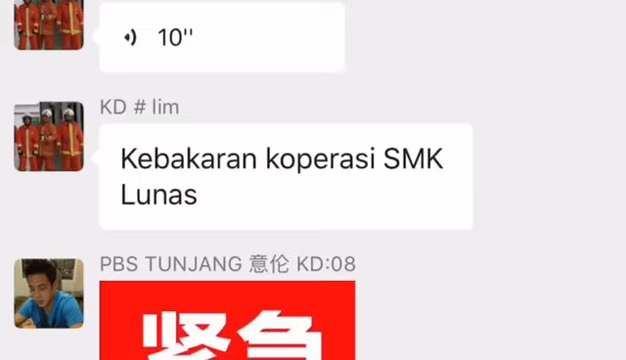 10''
KD # lim
Kebakaran koperasi SMK
Lunas
PBS TUNJANG 意伦 KD:08
紧急